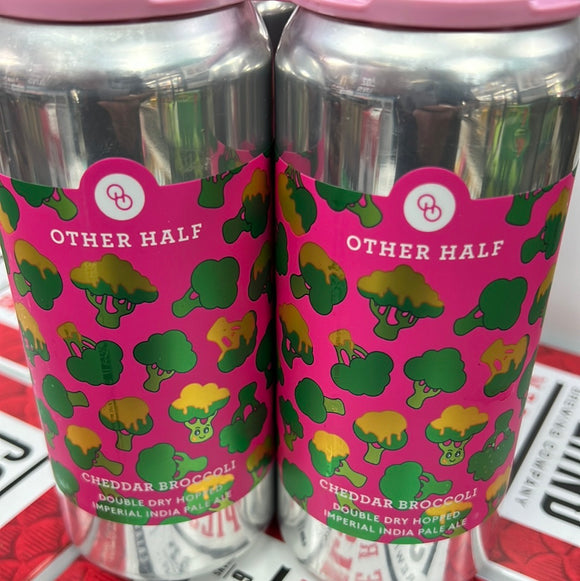 OTHER HALF
CHEDDAR BROCCOLI
DOUBLE DRY HOPPED
IMPERIAL INDIA PALE ALE
OTHER HALF
CHEDDAR BROCCOLI
DOUBLE DRY HOPPED
IMPERIAL INDIA PALE ALE